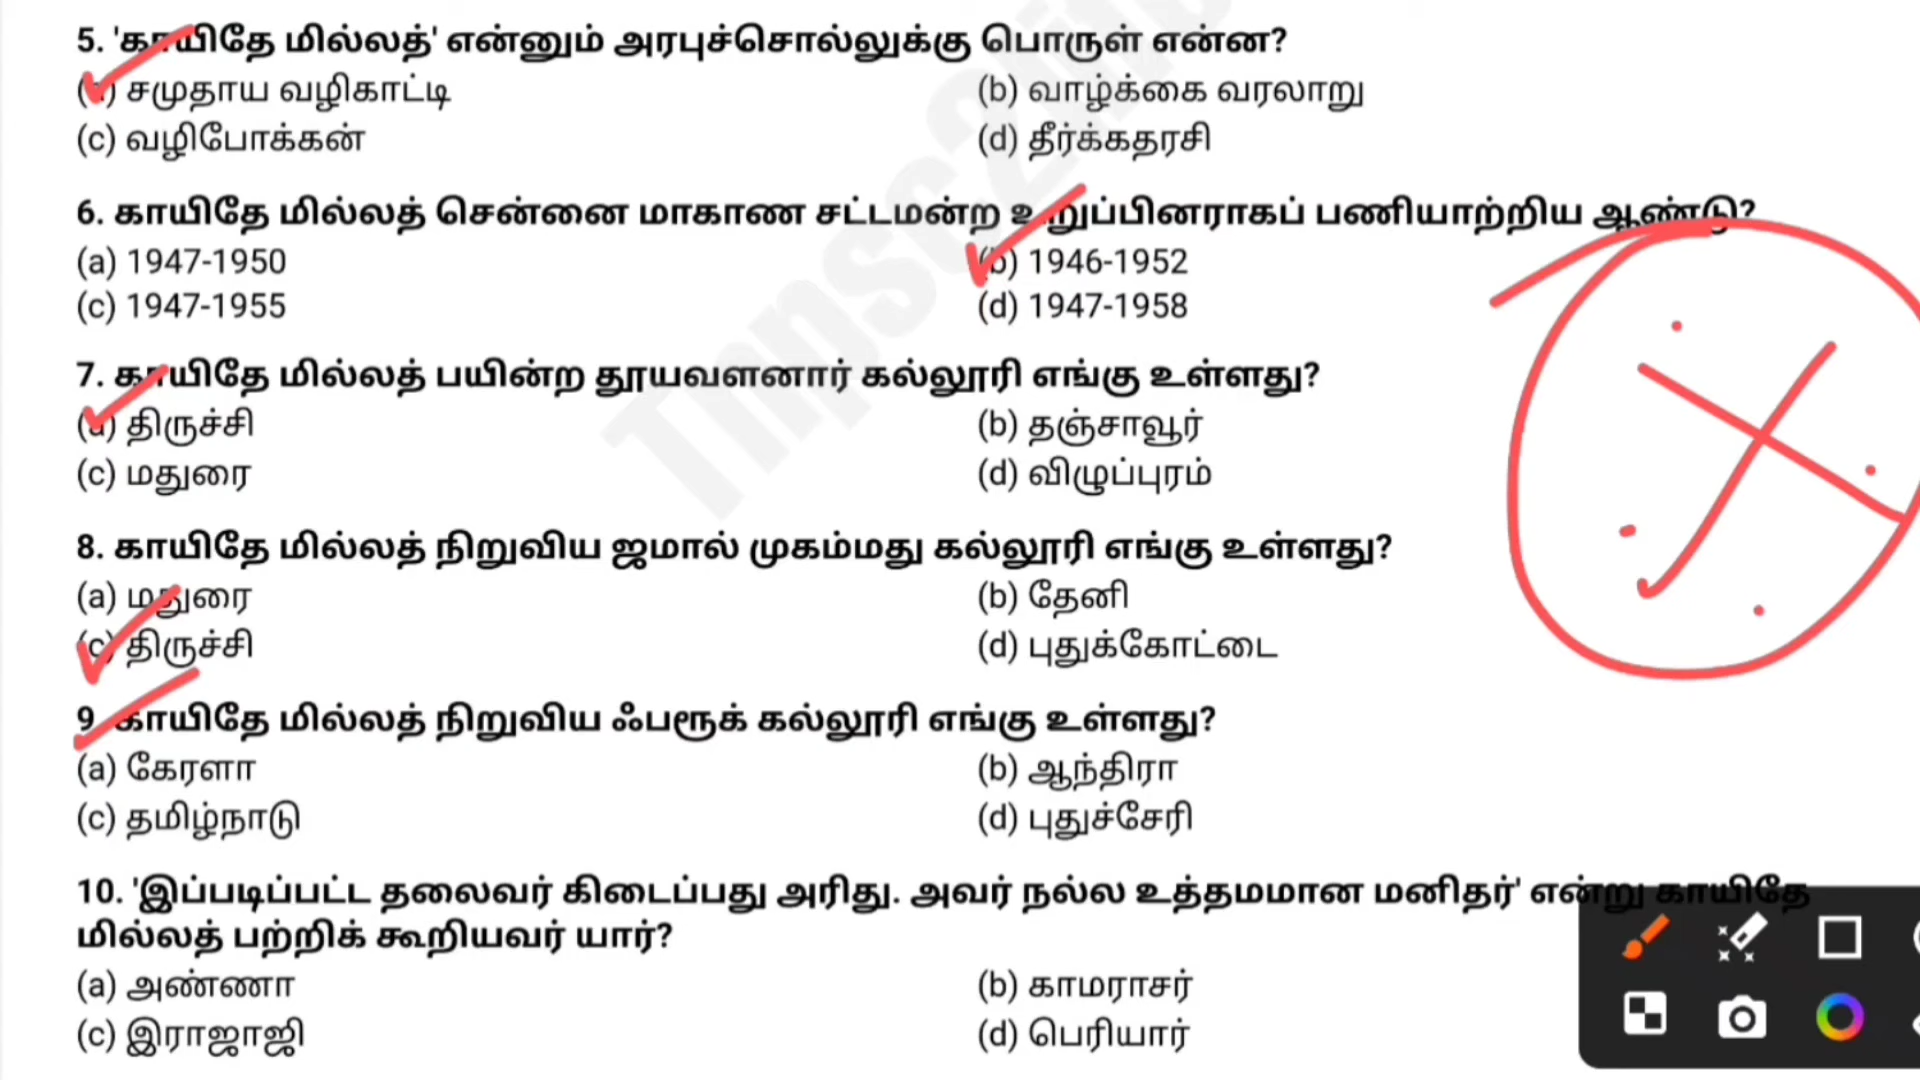 5. 'காயிதே மில்லத்' என்னும் அரபுச்சொல்லுக்கு பொருள் என்ன?
(a) சமுதாய வழிகாட்டி (b) வாழ்க்கை வரலாறு
(c) வழிபோக்கன் (d) தீர்க்கதரசி
6. காயிதே மில்லத் சென்னை மாகாண சட்டமன்ற உறுப்பினராகப் பணியாற்றிய ஆண்டு?
(a) 1947-1950 (b) 1946-1952
(c) 1947-1955 (d) 1947-1958
7. காயிதே மில்லத் பயின்ற தூயவளனார் கல்லூரி எங்கு உள்ளது?
(a) திருச்சி (b) தஞ்சாவூர்
(c) மதுரை (d) விழுப்புரம்
8. காயிதே மில்லத் நிறுவிய ஜமால் முகம்மது கல்லூரி எங்கு உள்ளது?
(a) மதுரை (b) தேனி
(c) திருச்சி (d) புதுக்கோட்டை
9 காயிதே மில்லத் நிறுவிய ஃபரூக் கல்லூரி எங்கு உள்ளது?
(a) கேரளா (b) ஆந்திரா
(c) தமிழ்நாடு (d) புதுச்சேரி
10. 'இப்படிப்பட்ட தலைவர் கிடைப்பது அரிது. அவர் நல்ல உத்தமமான மனிதர்' என்று காயிதே
மில்லத் பற்றிக் கூறியவர் யார்?
(a) அண்ணா (b) காமராசர்
(c) இராஜாஜி (d) பெரியார்